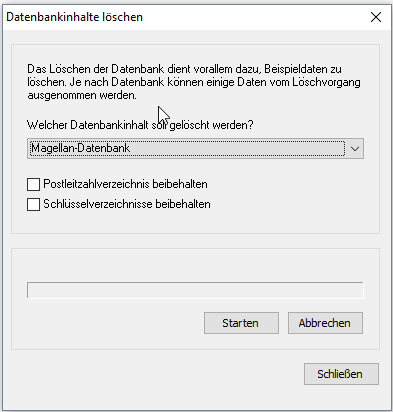 Datenbankinhalte löschen
Das Löschen der Datenbank dient vorallem dazu, Beispieldaten zu
löschen. Je nach Datenbank können einige Daten vom Löschvorgang
ausgenommen werden.
Welcher Datenbankinhalt soll gelöscht werden?
Magellan-Datenbank
Postleitzahlverzeichnis beibehalten
Schlüsselverzeichnisse beibehalten
Starten
Abbrechen
Schließen